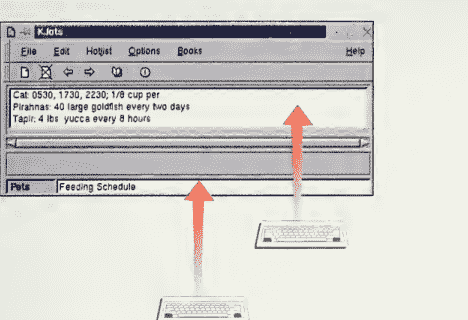 KJots
File Edit Hotlist Options Books Help
Cat: 0530, 1730, 2230; 1/8 cup per
Pirahnas: 40 large goldfish every two days
Tapir: 4 lbs yucca every 8 hours
Pets Feeding Schedule